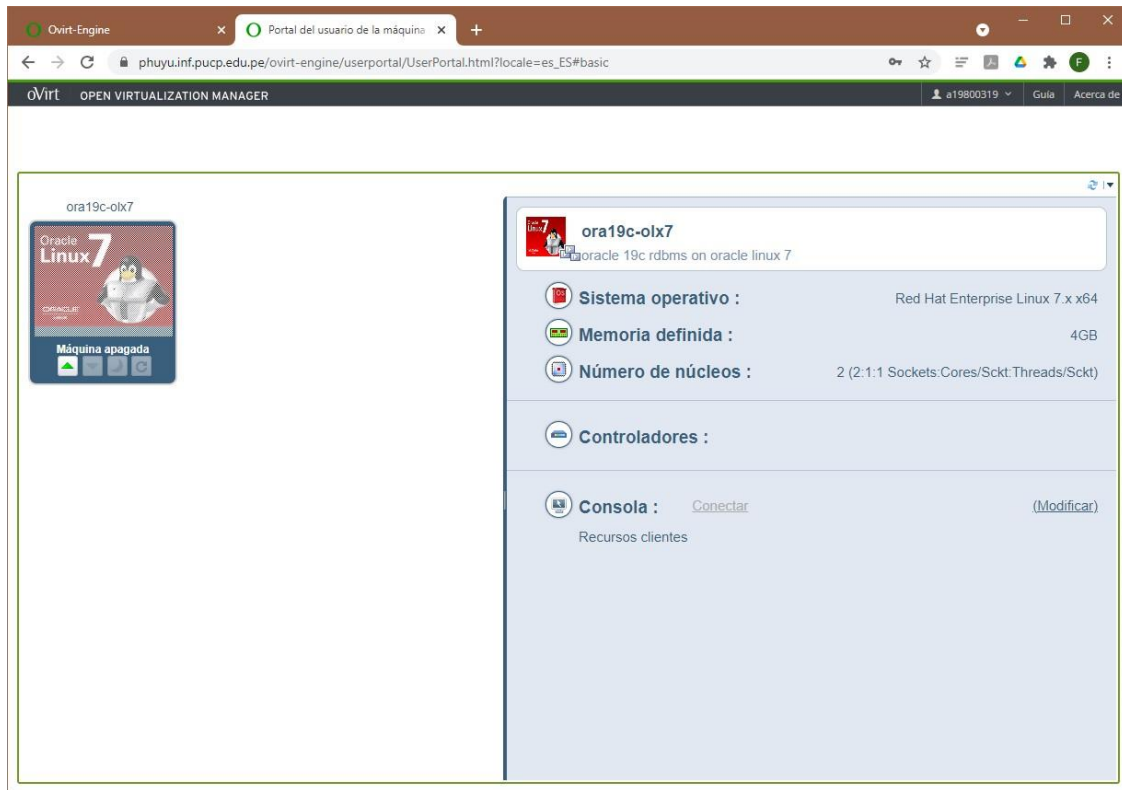 Ovirt-Engine
Portal del usuario de la máquina
phuyu.inf.pucp.edu.pe/ovirt-engine/userportal/UserPortal.html?locale=es_ES#basic
F
oVirt OPEN VIRTUALIZATION MANAGER
a19800319
Guía
Acerca de
ora19c-olx7
Oracle
Linux 7
ORACLE
Máquina apagada
ora19c-olx7
oracle 19c rdbms on oracle linux 7
Sistema operativo :
Red Hat Enterprise Linux 7.x x64
Memoria definida :
4GB
Número de núcleos :
2 (2:1:1 Sockets:Cores/Sckt:Threads/Sckt)
Controladores :
Consola :
Conectar
(Modificar)
Recursos clientes